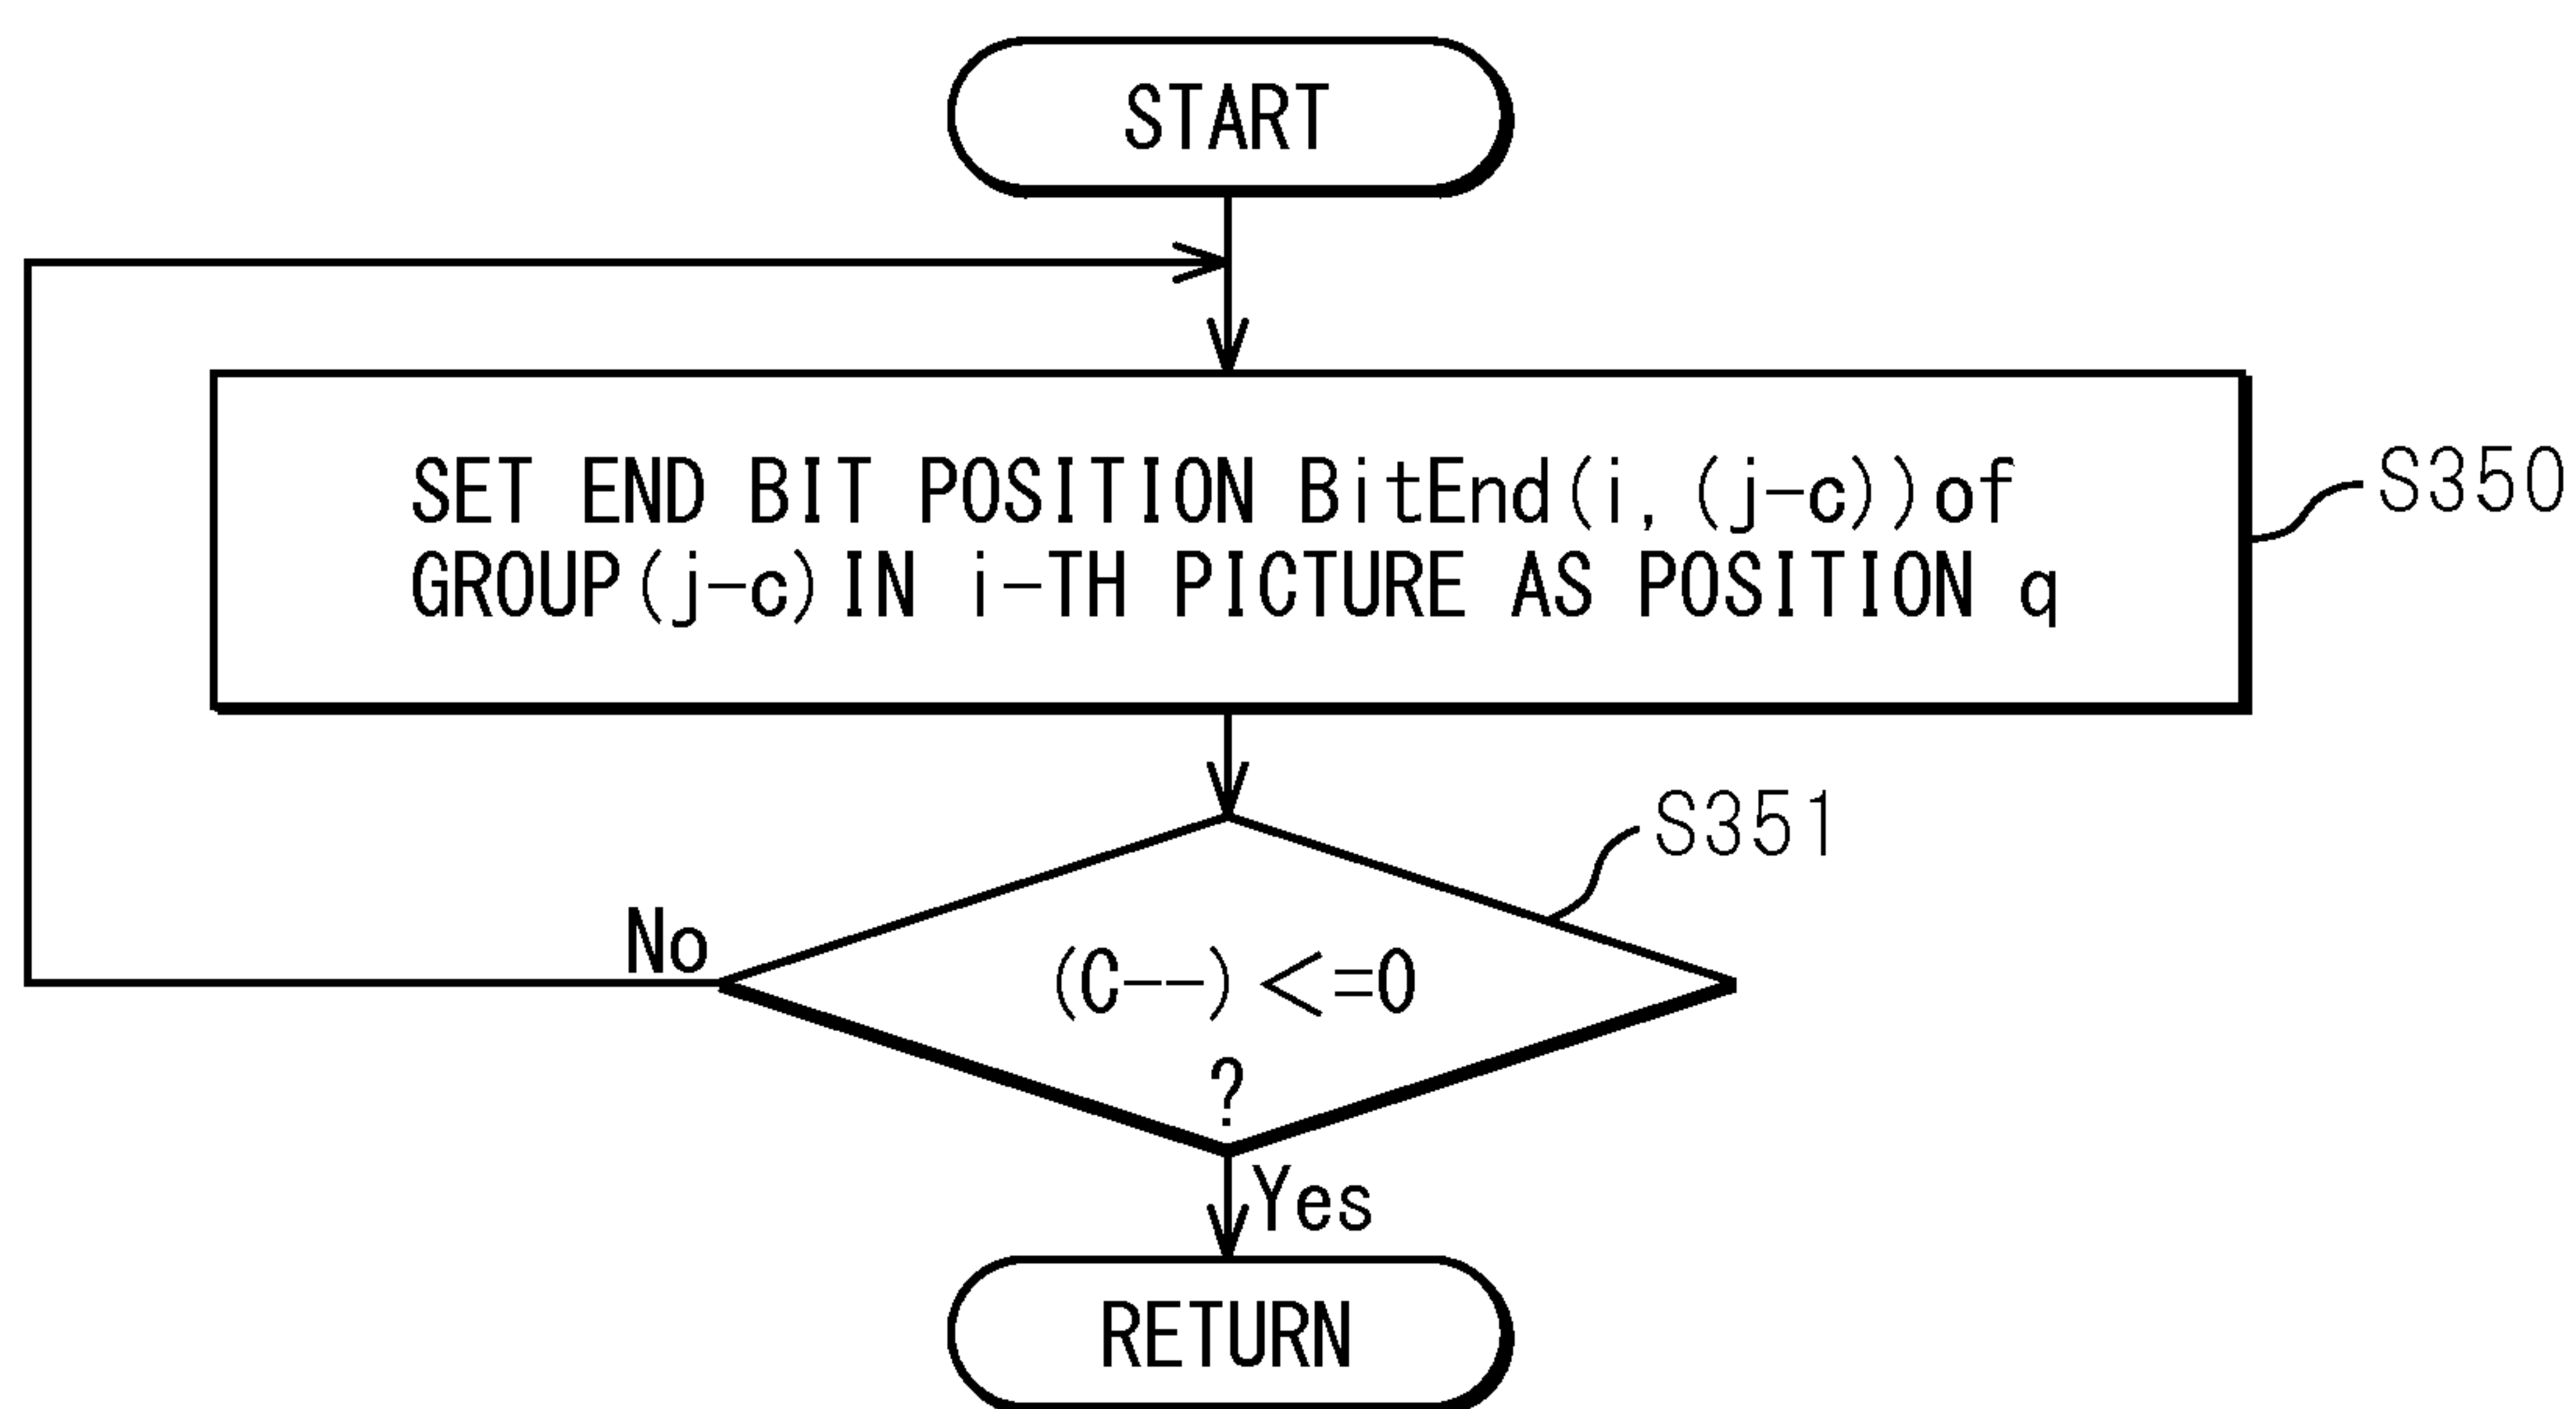 START
SET END BIT POSITION BitEnd(i, (j-c))of
GROUP(j-c)IN i-TH PICTURE AS POSITION q
S350
S351
No
(C--)<=0
?
Yes
RETURN